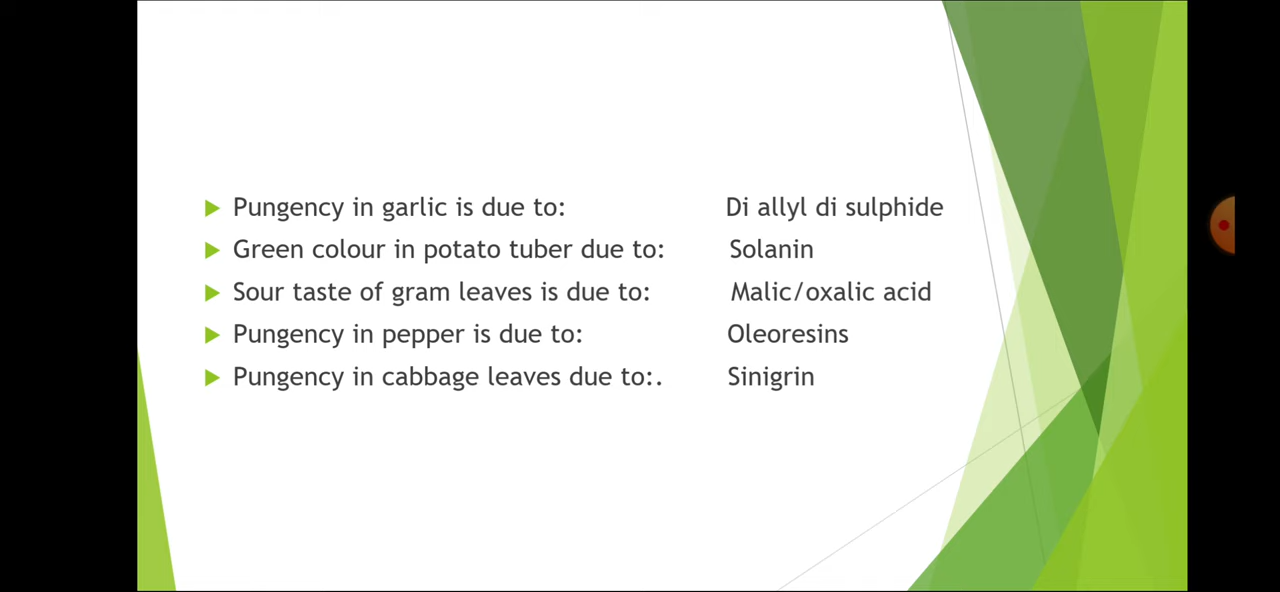 Pungency in garlic is due to: Di allyl di sulphide
Green colour in potato tuber due to: Solanin
Sour taste of gram leaves is due to: Malic/oxalic acid
Pungency in pepper is due to: Oleoresins
Pungency in cabbage leaves due to:. Sinigrin